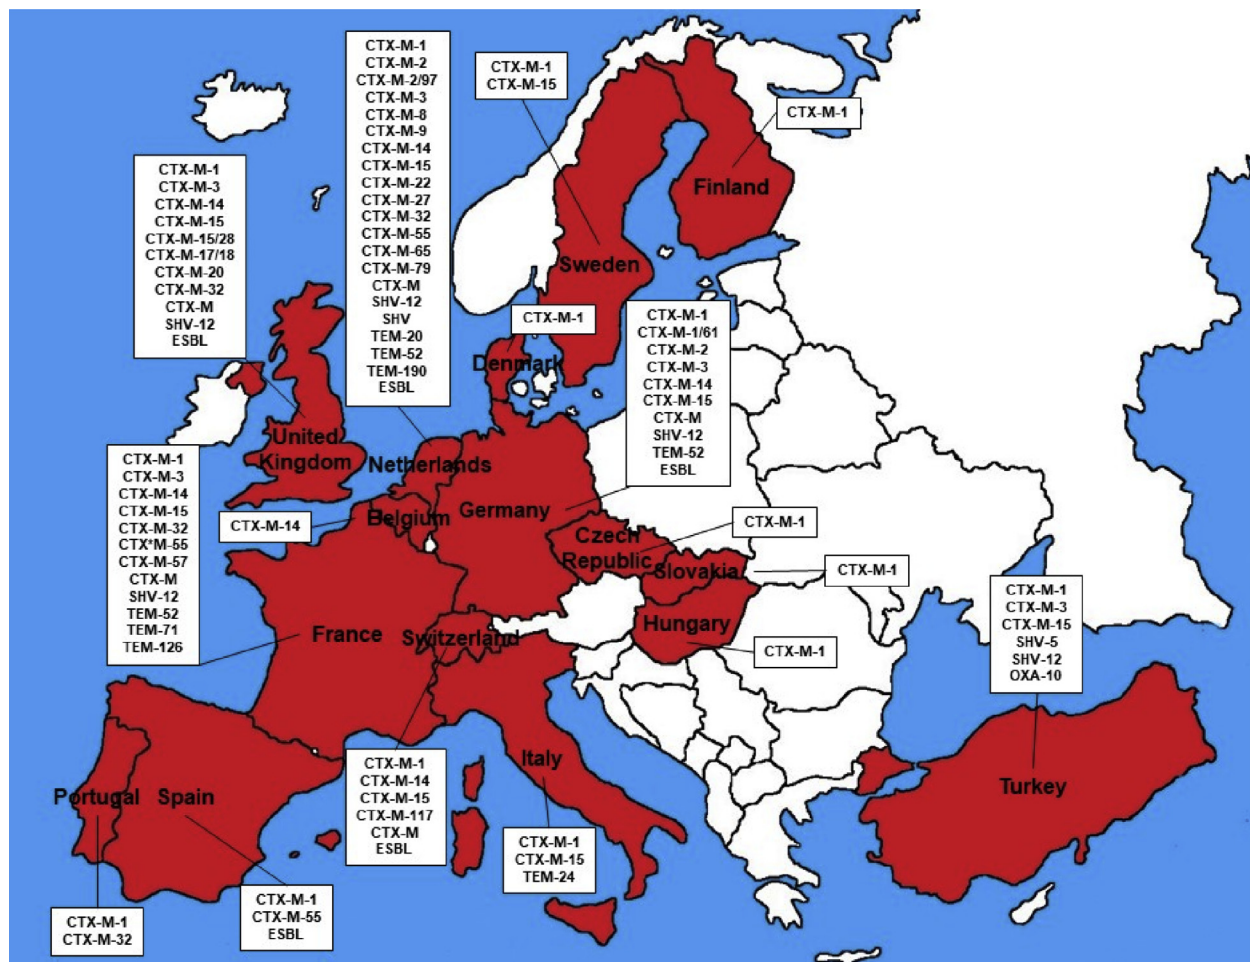 CTX-M-1
CTX-M-2
CTX-M-2/97
CTX-M-3
CTX-M-8
CTX-M-9
CTX-M-14
CTX-M-15
CTX-M-22
CTX-M-27
CTX-M-32
CTX-M-55
CTX-M-65
CTX-M-79
CTX-M
SHV-12
SHV
TEM-20
TEM-52
TEM-190
ESBL
CTX-M-1
CTX-M-15
CTX-M-1
Finland
CTX-M-1
CTX-M-3
CTX-M-14
CTX-M-15
CTX-M-15/28
CTX-M-17/18
CTX-M-20
CTX-M-32
CTX-M
SHV-12
ESBL
Sweden
CTX-M-1
Denmark
CTX-M-1
CTX-M-1/61
CTX-M-2
CTX-M-3
CTX-M-14
CTX-M-15
CTX-M
SHV-12
TEM-52
ESBL
United
Kingdom
Netherlands
CTX-M-1
CTX-M-3
CTX-M-14
CTX-M-15
CTX-M-32
CTX*M-55
CTX-M-57
CTX-M
SHV-12
TEM-52
TEM-71
TEM-126
CTX-M-14
Belgium
Germany
CTX-M-1
Czech
Republic
Slovakia
CTX-M-1
France
Switzerland
Hungary
CTX-M-1
CTX-M-1
CTX-M-3
CTX-M-15
SHV-5
SHV-12
OXA-10
Italy
Turkey
Portugal
Spain
CTX-M-1
CTX-M-14
CTX-M-15
CTX-M-117
CTX-M
ESBL
CTX-M-1
CTX-M-15
TEM-24
CTX-M-1
CTX-M-32
CTX-M-1
CTX-M-55
ESBL